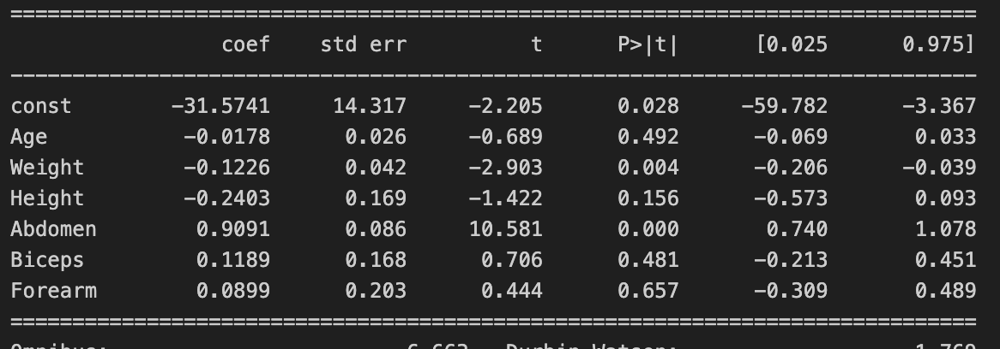 ==============================================================================
                 coef    std err          t      P>|t|      [0.025      0.975]
------------------------------------------------------------------------------
const        -31.5741     14.317     -2.205      0.028     -59.782      -3.367
Age           -0.0178      0.026     -0.689      0.492      -0.069       0.033
Weight        -0.1226      0.042     -2.903      0.004      -0.206      -0.039
Height        -0.2403      0.169     -1.422      0.156      -0.573       0.093
Abdomen        0.9091      0.086     10.581      0.000       0.740       1.078
Biceps         0.1189      0.168      0.706      0.481      -0.213       0.451
Forearm        0.0899      0.203      0.444      0.657      -0.309       0.489
==============================================================================
Omnibus:                        6.663   Durbin-Watson: